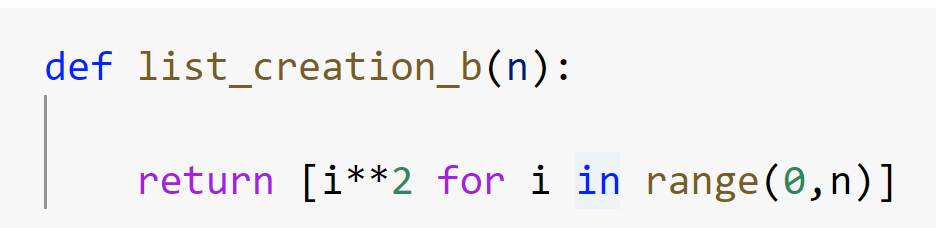 def list_creation_b(n):
return [i**2 for i in range(0,n)]